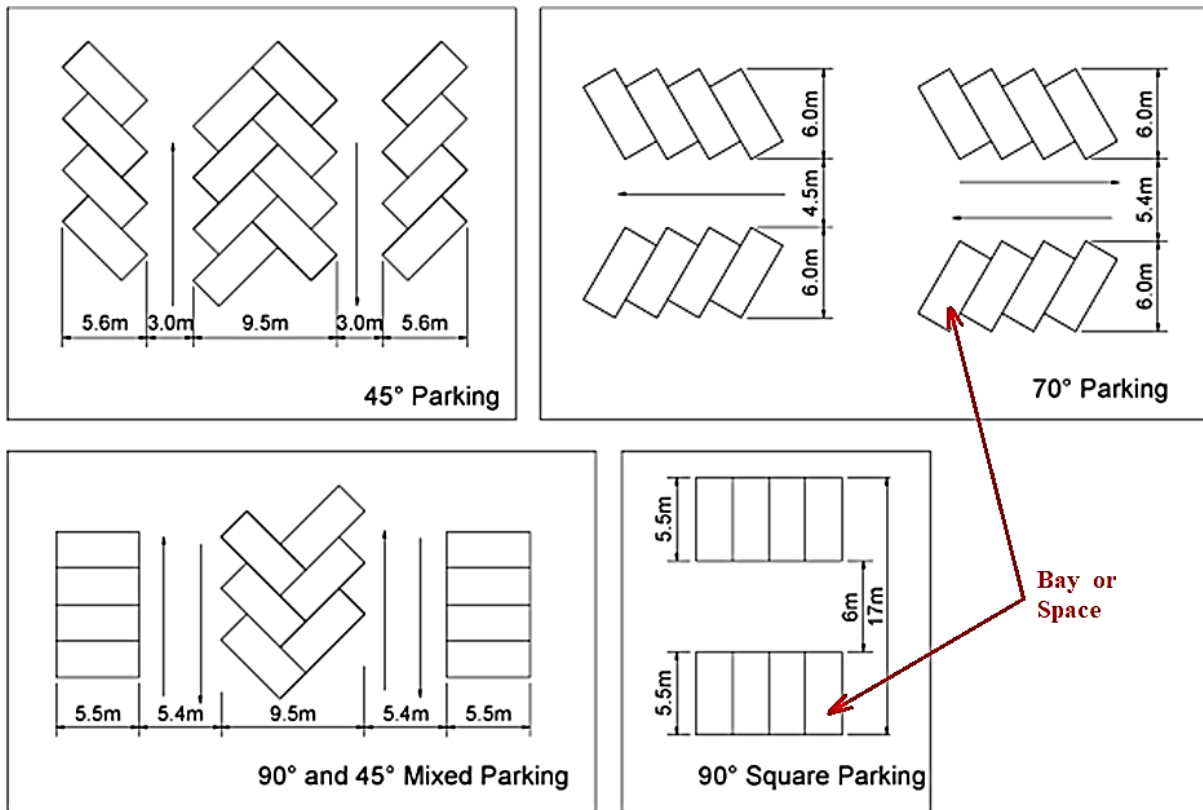 5.6m 3.0m 9.5m 3.0m 5.6m
45° Parking
6.0m
4.5m
6.0m
6.0m
5.4m
6.0m
70° Parking
5.5m 5.4m 9.5m 5.4m 5.5m
90° and 45° Mixed Parking
5.5m
6m
17m
5.5m
90° Square Parking
Bay or
Space